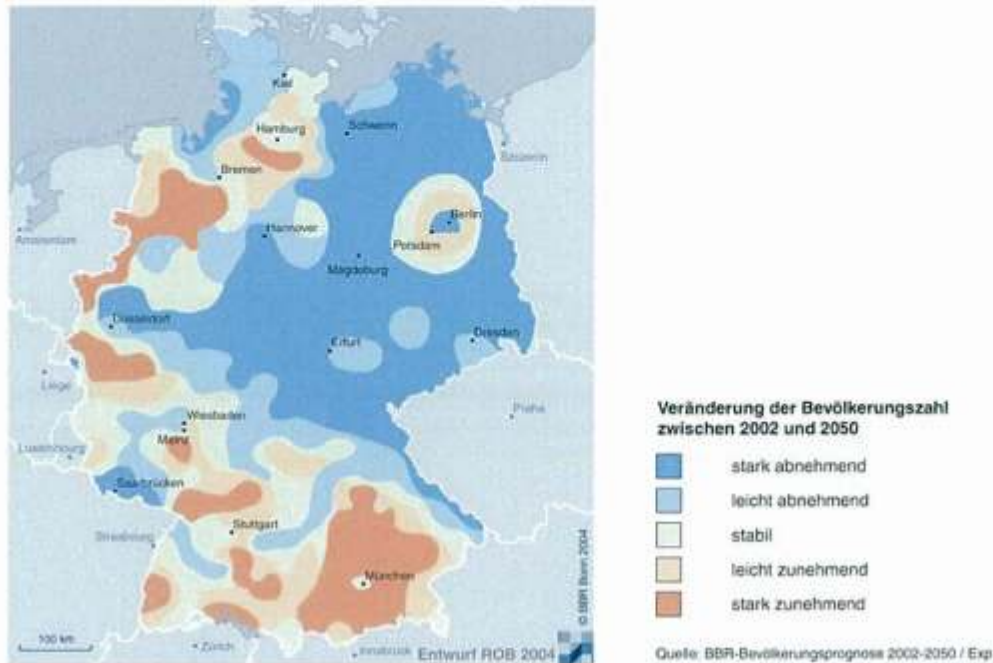 Kiel
Hamburg
Schwerin
Szczecin
Bremen
Berlin
Amsterdam
Hannover
Potsdam
Magdeburg
Düsseldorf
Dresden
Erfurt
Liege
Praha
Wiesbaden
Mainz
Luxembourg
Saarbrücken
Strasbourg
Stuttgart
München
Zürich
Innsbruck
100 km
Entwurf ROB 2004
© BBR Bonn 2004
Veränderung der Bevölkerungszahl
zwischen 2002 und 2050
stark abnehmend
leicht abnehmend
stabil
leicht zunehmend
stark zunehmend
Quelle: BBR-Bevölkerungsprognose 2002-2050 / Exp